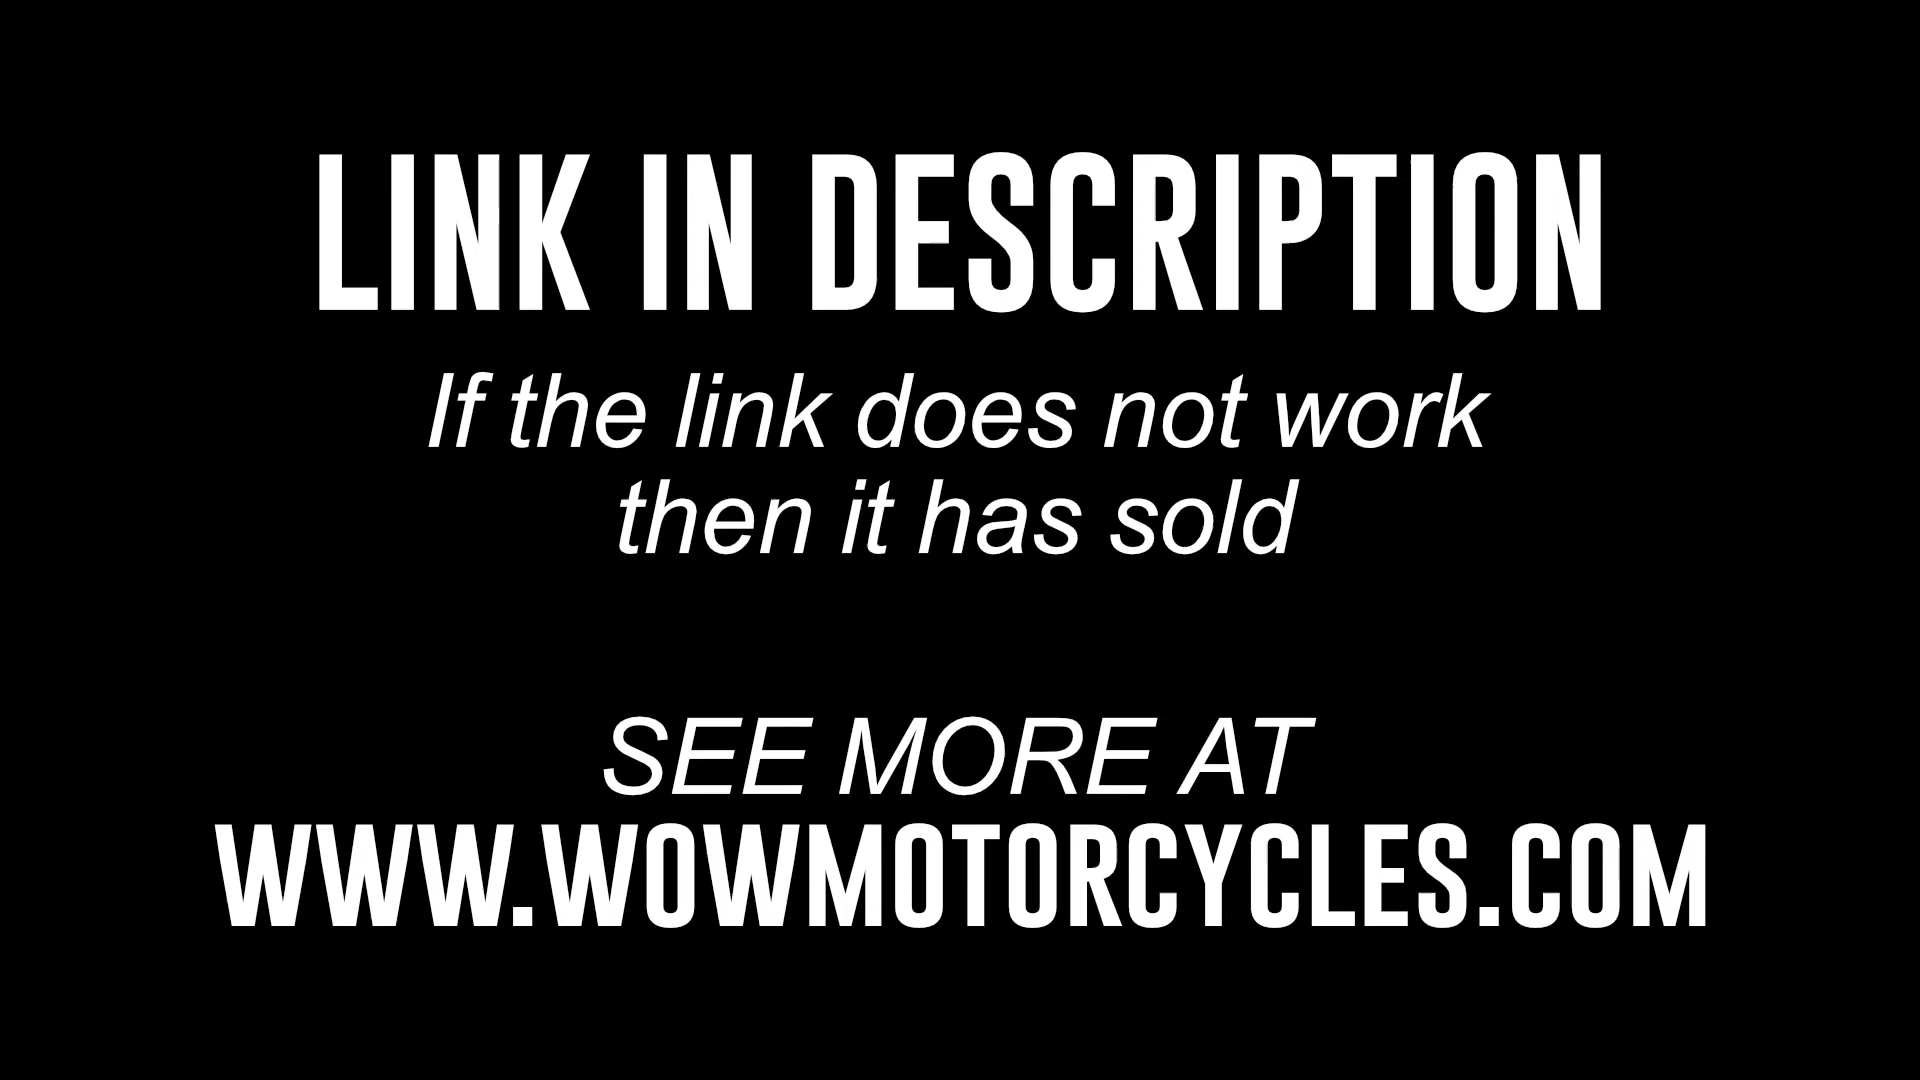 LINK IN DESCRIPTION
If the link does not work
then it has sold
SEE MORE AT
WWW.WOWMOTORCYCLES.COM